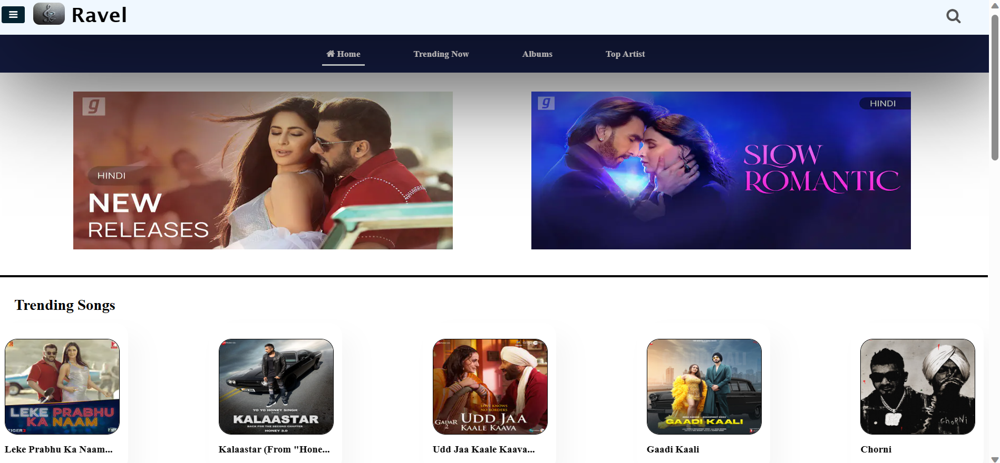 Ravel
Home
Trending Now
Albums
Top Artist
g
HINDI
NEW
RELEASES
g
HINDI
SLOW
ROMANTIC
Trending Songs
LEKE PRABHU
KA NAAM
TIGER3
YO YO HONEY SINGH
KALAASTAR
BACK FOR THE SECOND CHAPTER
HONEY 3.0
LOVE KNOWS
NO BORDERS
GADAR 2
UDD JAA
KAALE KAAVA
GAADI KAALI
ChoRNi
Leke Prabhu Ka Naam...
Kalaastar (From "Hone...
Udd Jaa Kaale Kaava...
Gaadi Kaali
Chorni